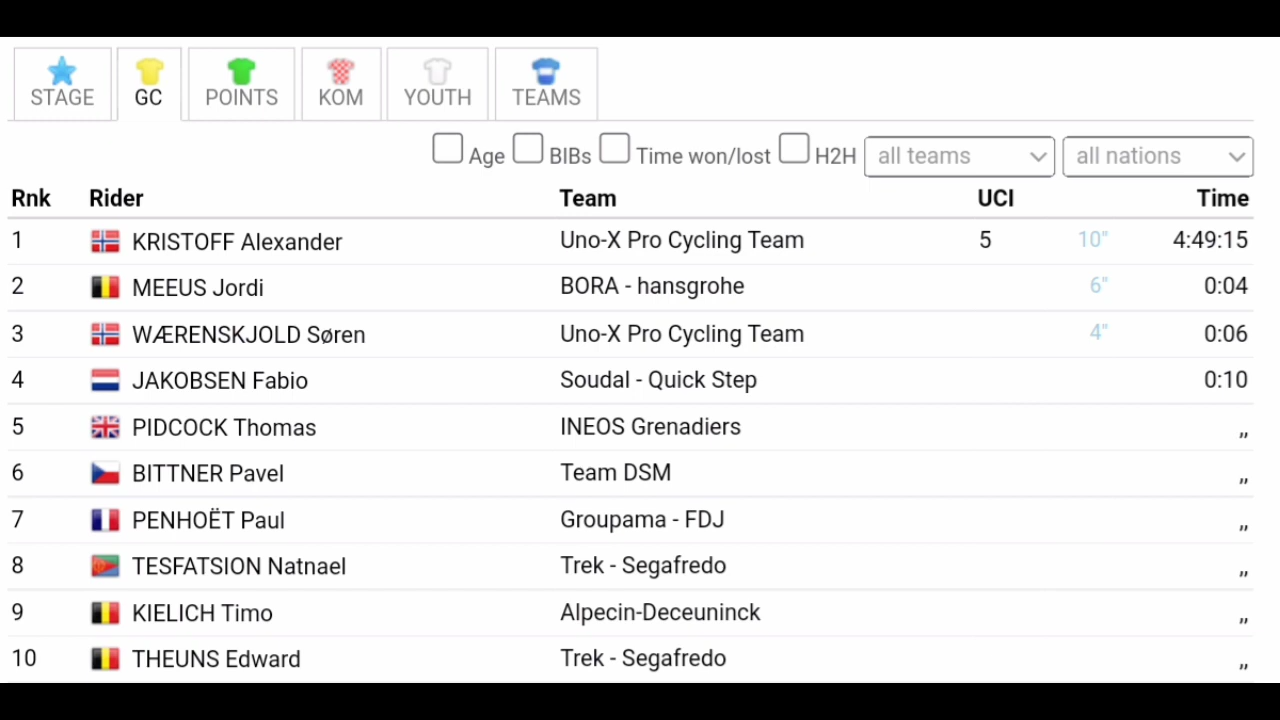 STAGE GC POINTS KOM YOUTH TEAMS
Age BIBs Time won/lost H2H all teams all nations
Rnk Rider Team UCI Time
1 KRISTOFF Alexander Uno-X Pro Cycling Team 5 10" 4:49:15
2 MEEUS Jordi BORA - hansgrohe 6" 0:04
3 WÆRENSKJOLD Søren Uno-X Pro Cycling Team 4" 0:06
4 JAKOBSEN Fabio Soudal - Quick Step 0:10
5 PIDCOCK Thomas INEOS Grenadiers ,,
6 BITTNER Pavel Team DSM ,,
7 PENHOËT Paul Groupama - FDJ ,,
8 TESFATSION Natnael Trek - Segafredo ,,
9 KIELICH Timo Alpecin-Deceuninck ,,
10 THEUNS Edward Trek - Segafredo ,,